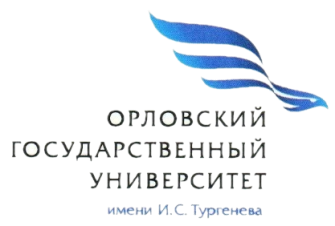 ОРЛОВСКИЙ
ГОСУДАРСТВЕННЫЙ
УНИВЕРСИТЕТ
имени И.С. Тургенева